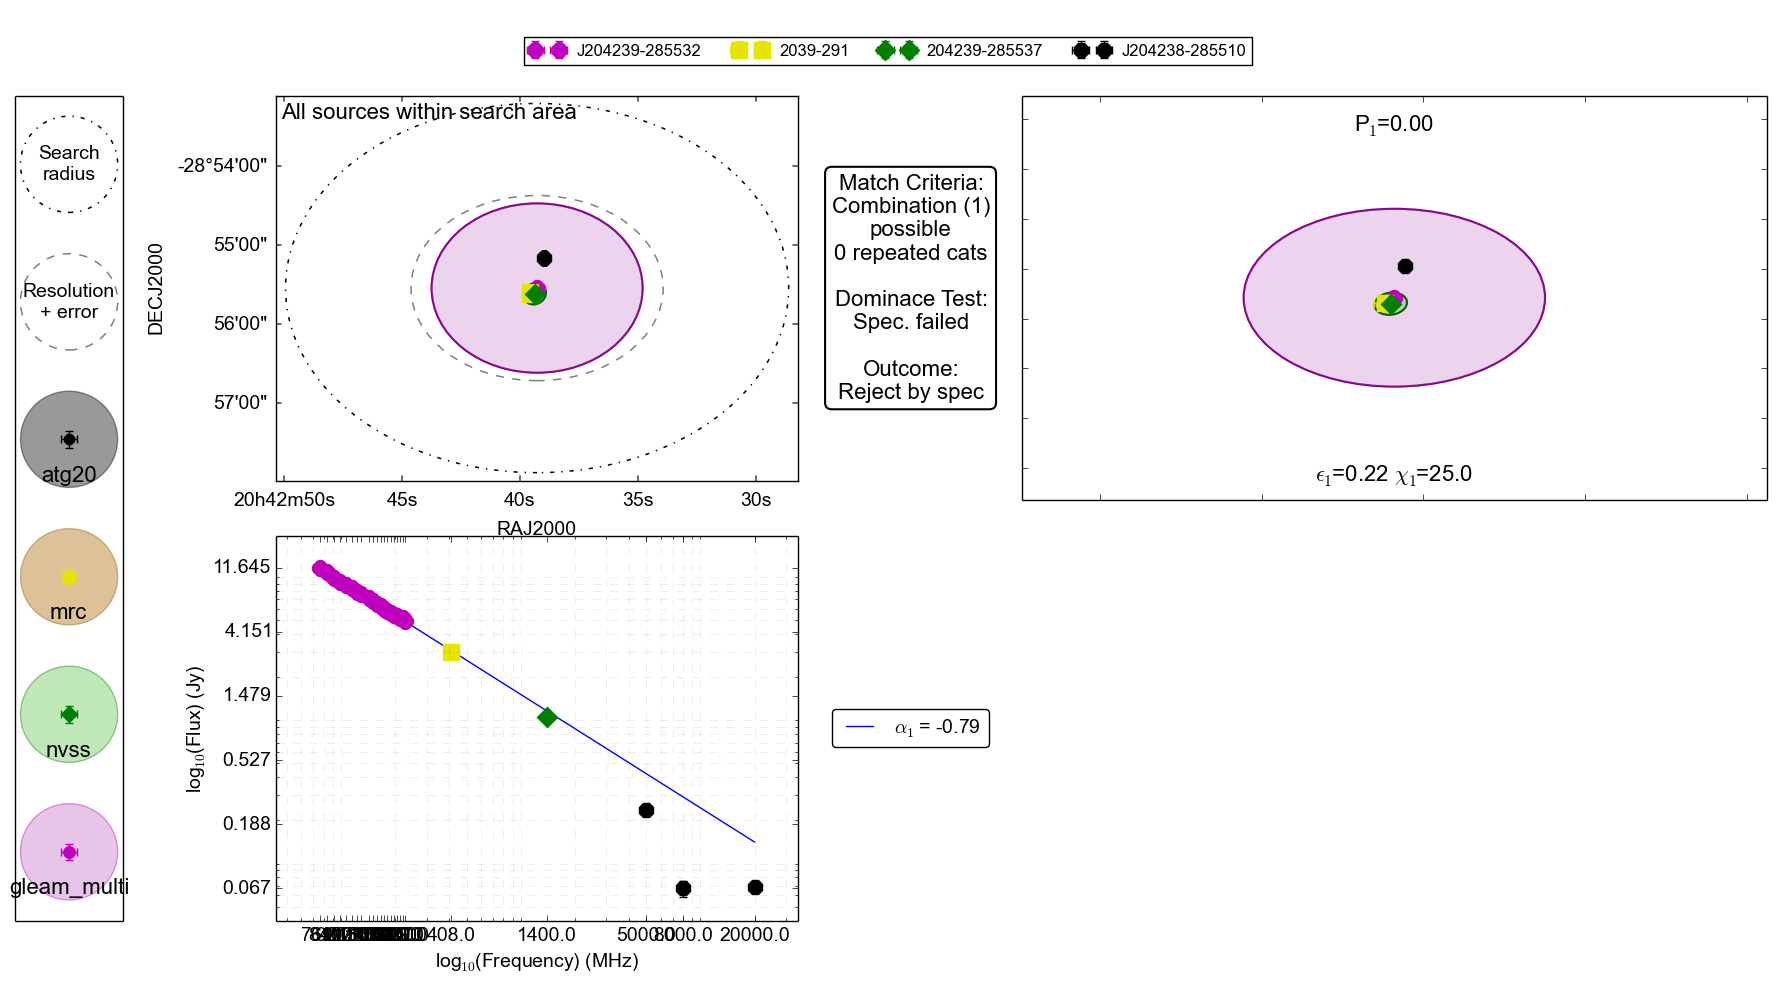 J204239-285532 2039-291 204239-285537 J204238-285510
Search
radius
Resolution
+ error
atg20
mrc
nvss
gleam_multi
All sources within search area
DECJ2000
-28°54'00"
55'00"
56'00"
57'00"
20h42m50s 45s 40s 35s 30s
RAJ2000
Match Criteria:
Combination (1)
possible
0 repeated cats
Dominace Test:
Spec. failed
Outcome:
Reject by spec
P1=0.00
ϵ1=0.22 χ1=25.0
log10(Flux) (Jy)
11.645
4.151
1.479
0.527
0.188
0.067
408.0 1400.0 5000.0 8000.0 20000.0
log10(Frequency) (MHz)
α1 = -0.79